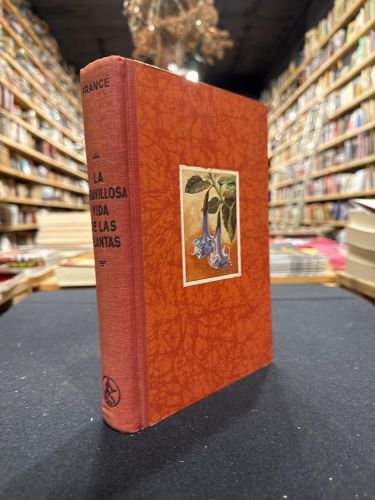 FRANCÉ
LA
MARAVILLOSA
VIDA
DE LAS
PLANTAS